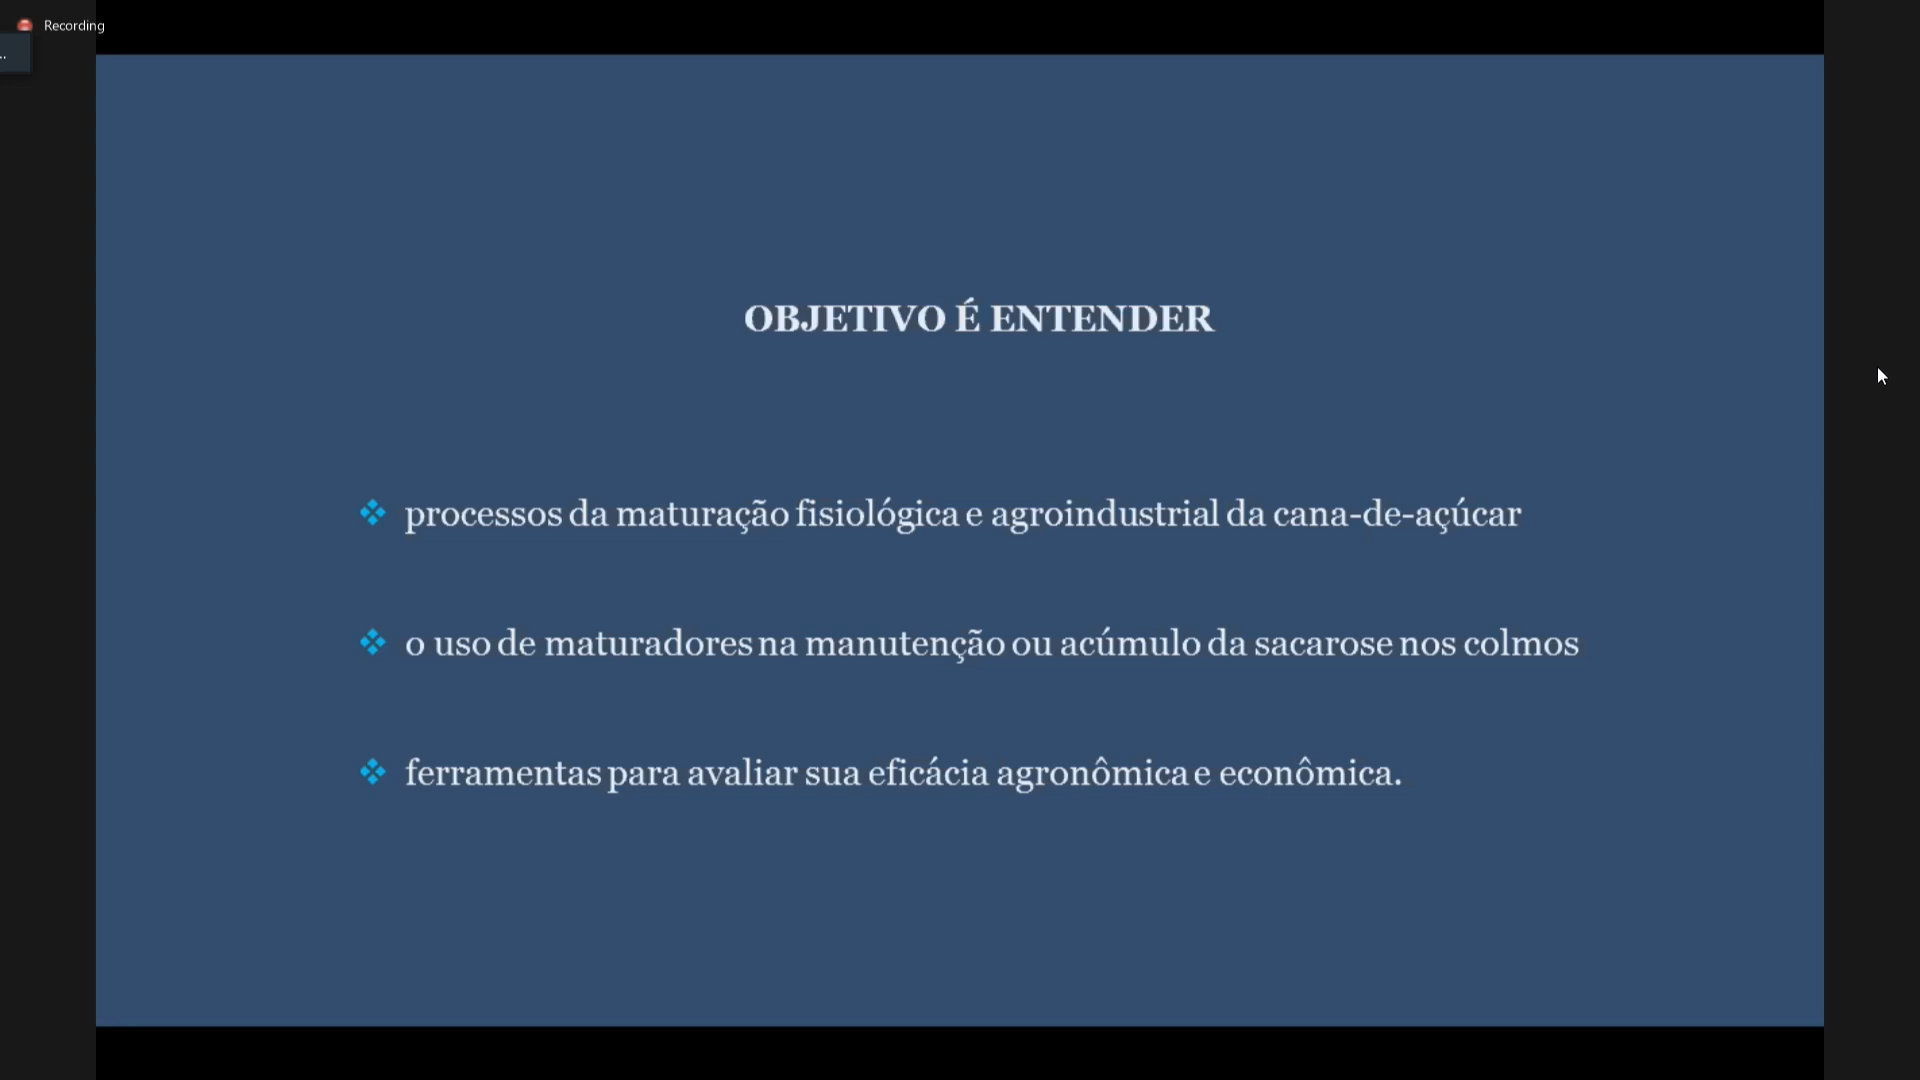 Recording
...
OBJETIVO É ENTENDER
processos da maturação fisiológica e agroindustrial da cana-de-açúcar
o uso de maturadores na manutenção ou acúmulo da sacarose nos colmos
ferramentas para avaliar sua eficácia agronômica e econômica.